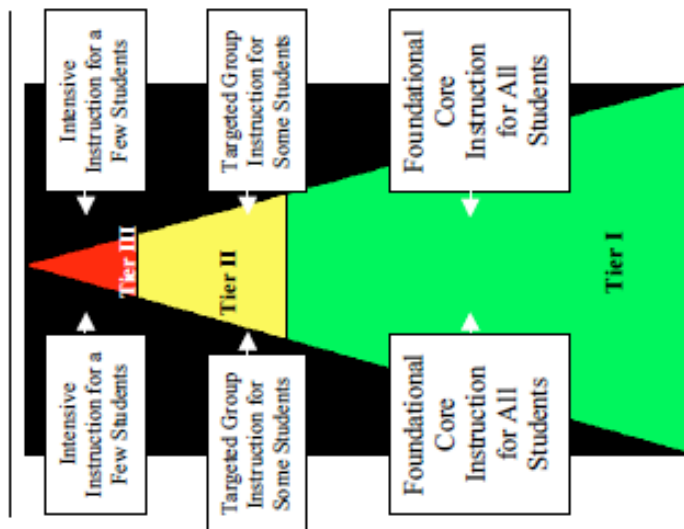 Intensive
Instruction for a
Few Students
Intensive
Instruction for a
Few Students
Tier III
Targeted Group
Instruction for
Some Students
Tier II
Targeted Group
Instruction for
Some Students
Foundational
Core
Instruction
for All
Students
Foundational
Core
Instruction
for All
Students
Tier I